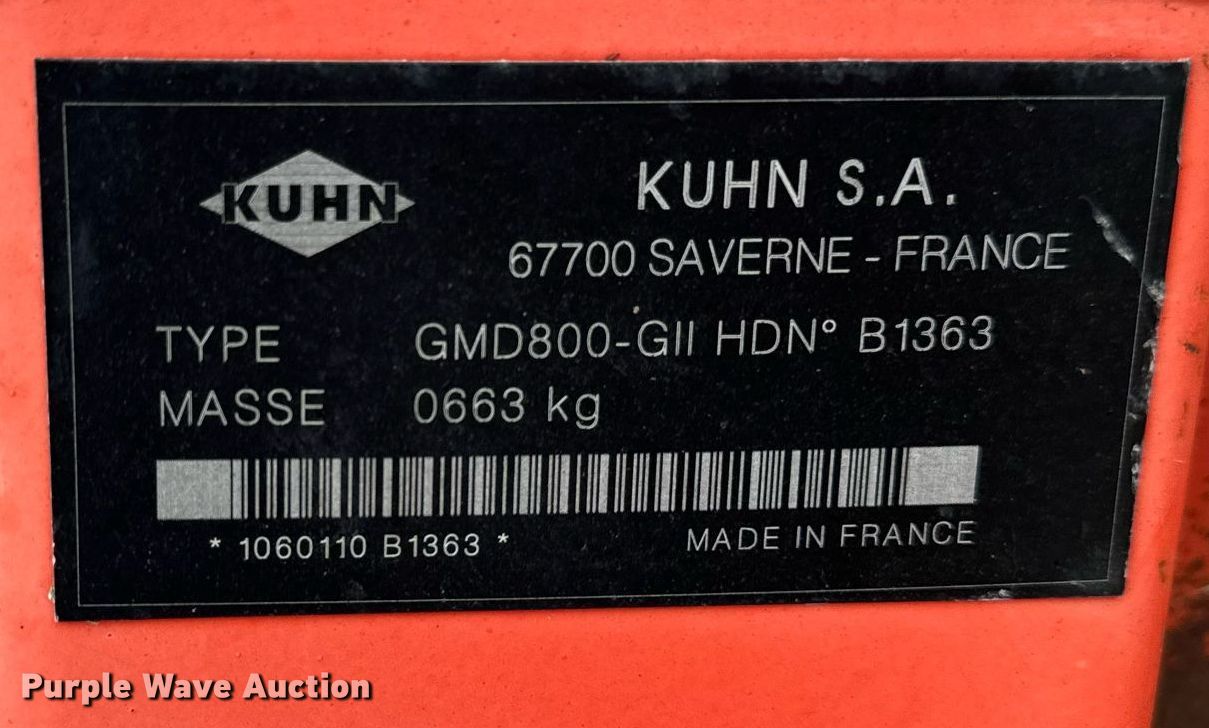 KUHN
KUHN S.A.
67700 SAVERNE - FRANCE
TYPE GMD800-GII HDN° B1363
MASSE 0663 kg
* 1060110 B1363 *
MADE IN FRANCE
Purple Wave Auction